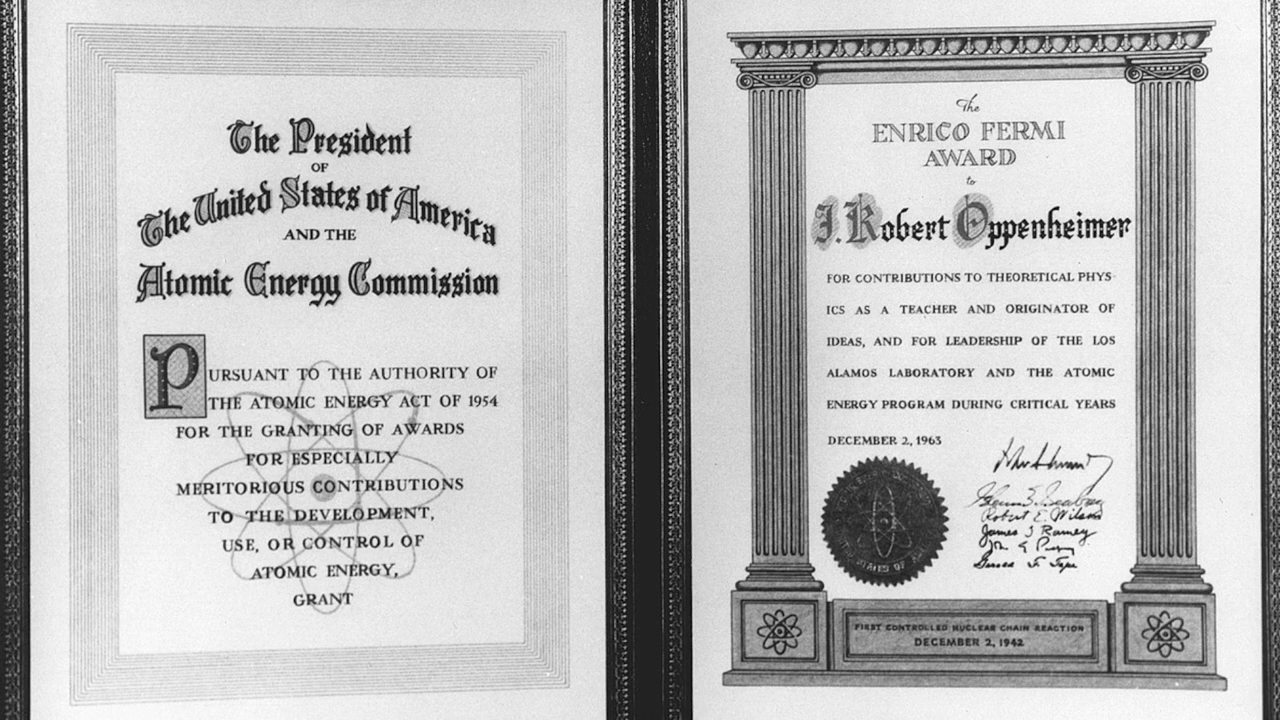 The President
OF
The United States of America
AND THE
Atomic Energy Commission
PURSUANT TO THE AUTHORITY OF
THE ATOMIC ENERGY ACT OF 1954
FOR THE GRANTING OF AWARDS
FOR ESPECIALLY
MERITORIOUS CONTRIBUTIONS
TO THE DEVELOPMENT,
USE, OR CONTROL OF
ATOMIC ENERGY,
GRANT
The
ENRICO FERMI
AWARD
to
J. Robert Oppenheimer
FOR CONTRIBUTIONS TO THEORETICAL PHYS-
ICS AS A TEACHER AND ORIGINATOR OF
IDEAS, AND FOR LEADERSHIP OF THE LOS
ALAMOS LABORATORY AND THE ATOMIC
ENERGY PROGRAM DURING CRITICAL YEARS
DECEMBER 2, 1963
Glenn T. Seaborg
Robert E. Wilson
James T. Ramey
STATES OF
FIRST CONTROLLED NUCLEAR CHAIN REACTION
DECEMBER 2, 1942